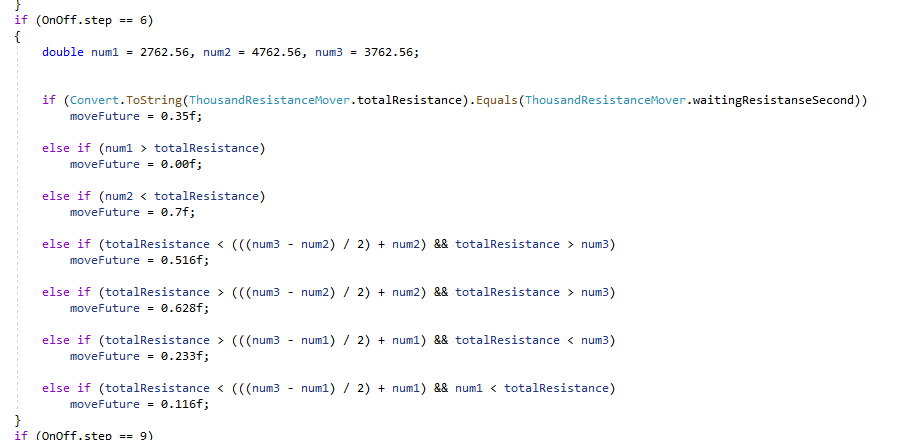 }
if (OnOff.step == 6)
{
double num1 = 2762.56, num2 = 4762.56, num3 = 3762.56;
if (Convert.ToString(ThousandResistanceMover.totalResistance).Equals(ThousandResistanceMover.waitingResistanseSecond))
moveFuture = 0.35f;
else if (num1 > totalResistance)
moveFuture = 0.00f;
else if (num2 < totalResistance)
moveFuture = 0.7f;
else if (totalResistance < (((num3 - num2) / 2) + num2) && totalResistance > num3)
moveFuture = 0.516f;
else if (totalResistance > (((num3 - num2) / 2) + num2) && totalResistance > num3)
moveFuture = 0.628f;
else if (totalResistance > (((num3 - num1) / 2) + num1) && totalResistance < num3)
moveFuture = 0.233f;
else if (totalResistance < (((num3 - num1) / 2) + num1) && num1 < totalResistance)
moveFuture = 0.116f;
}
if (OnOff.step == 9)